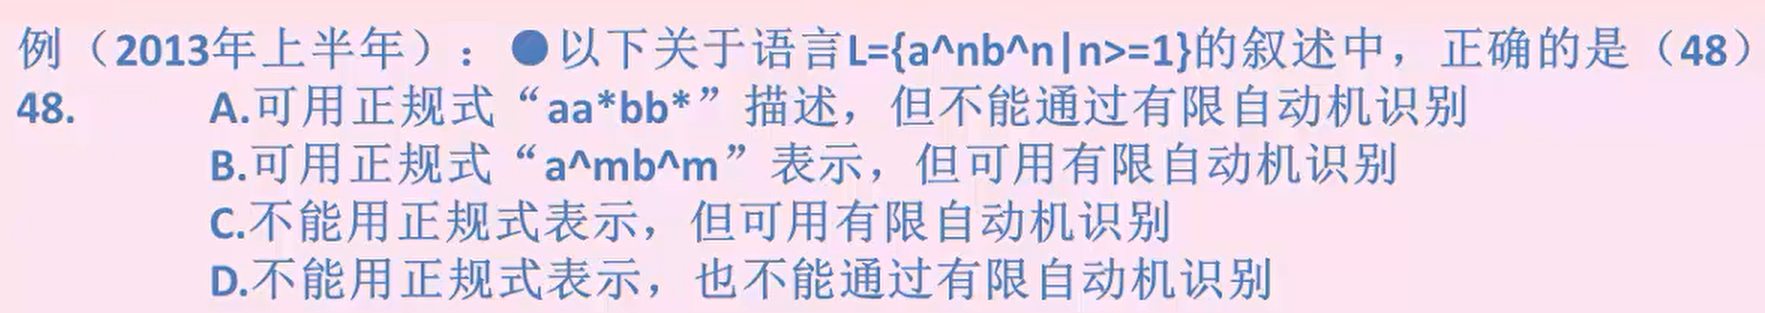 例（2013年上半年）：●以下关于语言L={a^nb^n|n>=1}的叙述中，正确的是（48）
48. A.可用正规式“aa*bb*”描述，但不能通过有限自动机识别
B.可用正规式“a^mb^m”表示，但可用有限自动机识别
C.不能用正规式表示，但可用有限自动机识别
D.不能用正规式表示，也不能通过有限自动机识别